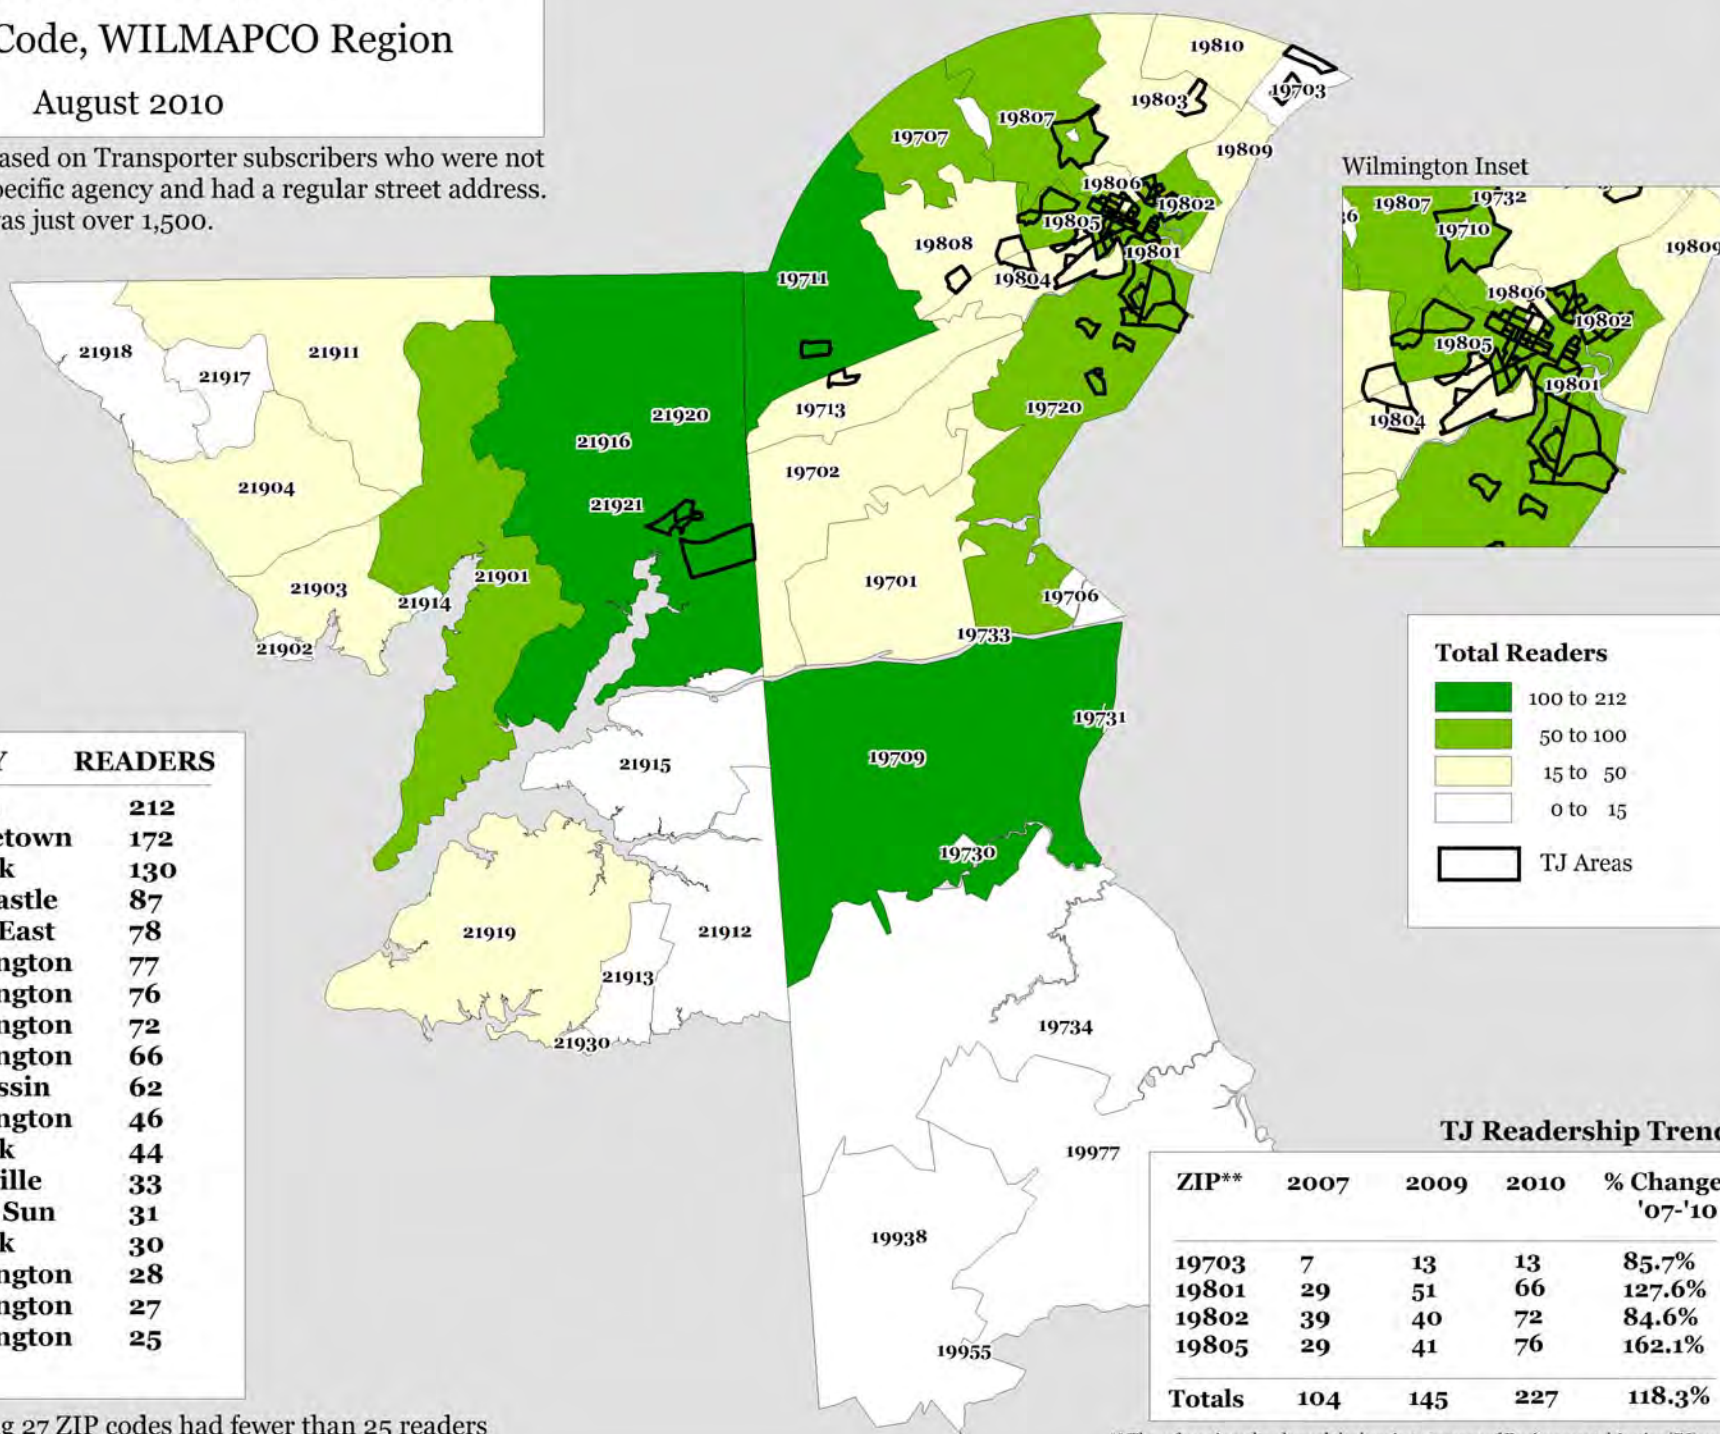 Code, WILMAPCO Region
August 2010
ased on Transporter subscribers who were not
pecific agency and had a regular street address.
as just over 1,500.
19810
19703
19803
19807
19707
19809
19806
19802
19805
19808
19801
19804
19711
21918
21917
21911
21920
21916
19713
19720
19702
21904
21921
21901
19701
21903
21914
19706
21902
19733
19731
21915
19709
19730
21919
21912
21913
21930
19734
19977
19938
19955
Wilmington Inset
36
19807
19732
19710
19809
19806
19802
19805
19801
19804
Total Readers
100 to 212
50 to 100
15 to 50
0 to 15
TJ Areas
Y READERS
212
etown 172
k 130
astle 87
East 78
ngton 77
ngton 76
ngton 72
ngton 66
ssin 62
ngton 46
k 44
ille 33
Sun 31
k 30
ngton 28
ngton 27
ngton 25
g 27 ZIP codes had fewer than 25 readers
TJ Readership Trend
ZIP** 2007 2009 2010 % Change
'07-'10
19703 7 13 13 85.7%
19801 29 51 66 127.6%
19802 39 40 72 84.6%
19805 29 41 76 162.1%
Totals 104 145 227 118.3%